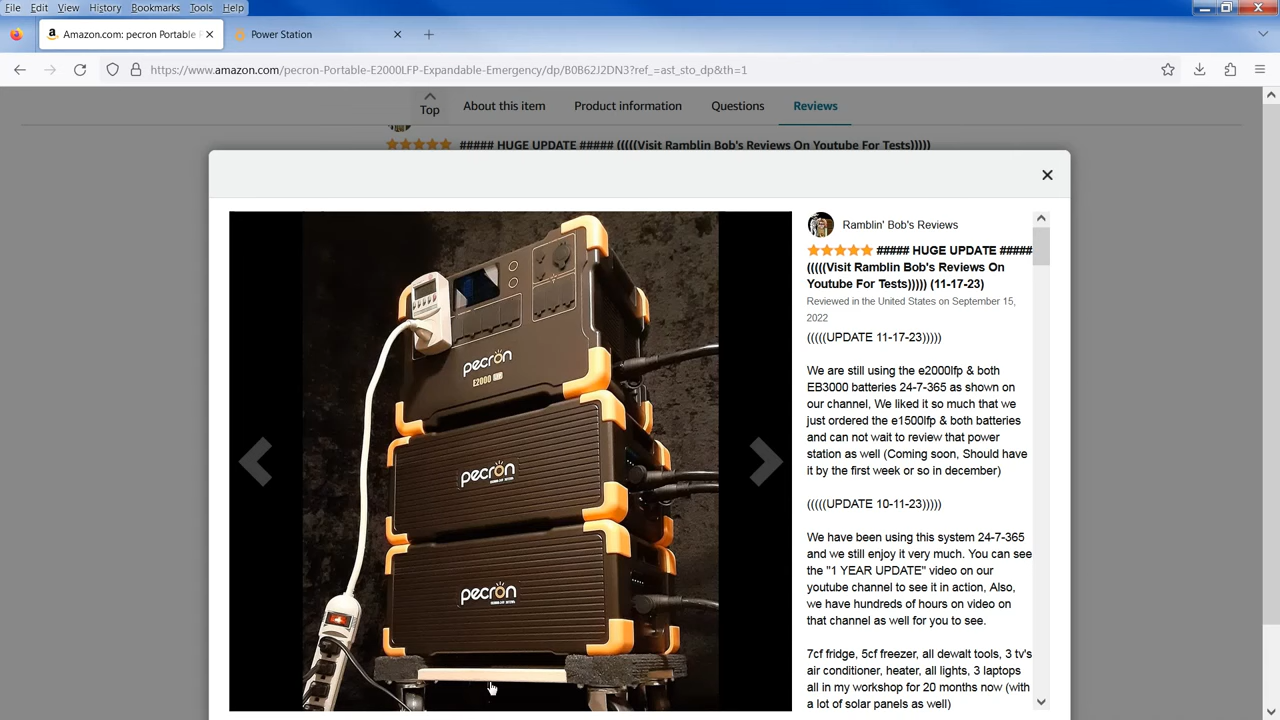 File Edit View History Bookmarks Tools Help
Amazon.com: pecron Portable P
Power Station
https://www.amazon.com/pecron-Portable-E2000LFP-Expandable-Emergency/dp/B0B62J2DN3?ref_=ast_sto_dp&th=1
Top About this item Product information Questions Reviews
##### HUGE UPDATE ##### (((((Visit Ramblin Bob's Reviews On Youtube For Tests)))))
Ramblin' Bob's Reviews
##### HUGE UPDATE #####
(((((Visit Ramblin Bob's Reviews On
Youtube For Tests))))) (11-17-23)
Reviewed in the United States on September 15,
2022
(((((UPDATE 11-17-23)))))
We are still using the e2000lfp & both
EB3000 batteries 24-7-365 as shown on
our channel, We liked it so much that we
just ordered the e1500lfp & both batteries
and can not wait to review that power
station as well (Coming soon, Should have
it by the first week or so in december)
(((((UPDATE 10-11-23)))))
We have been using this system 24-7-365
and we still enjoy it very much. You can see
the "1 YEAR UPDATE" video on our
youtube channel to see it in action, Also,
we have hundreds of hours on video on
that channel as well for you to see.
7cf fridge, 5cf freezer, all dewalt tools, 3 tv's
air conditioner, heater, all lights, 3 laptops
all in my workshop for 20 months now (with
a lot of solar panels as well)
pecron
E2000
pecron
pecron